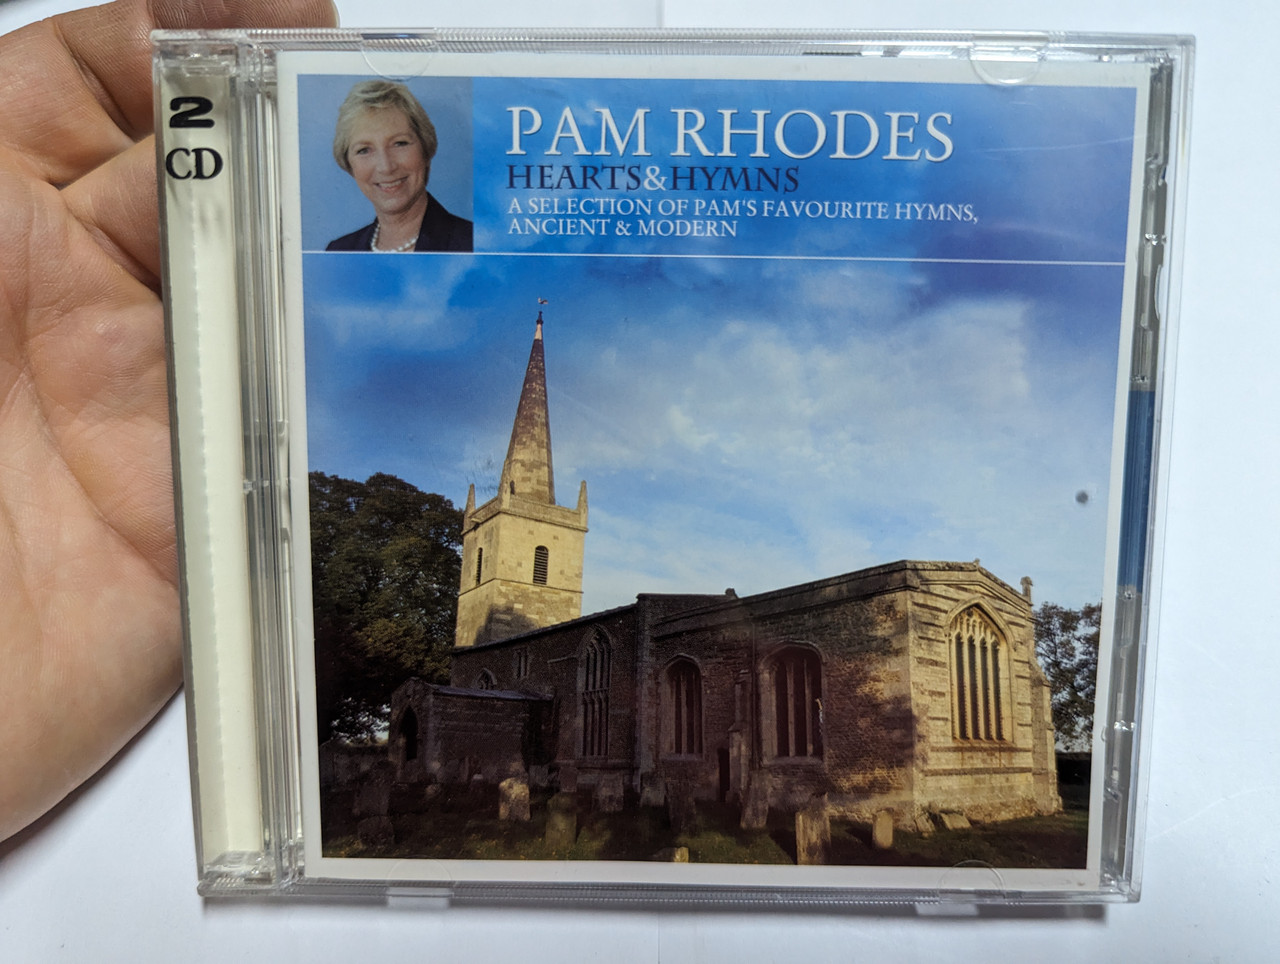 2
CD
PAM RHODES
HEARTS&HYMNS
A SELECTION OF PAM'S FAVOURITE HYMNS,
ANCIENT & MODERN